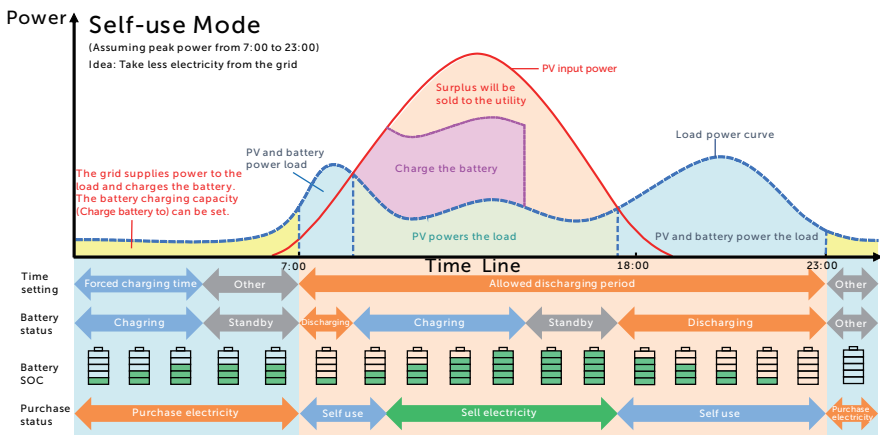 Power
Self-use Mode
(Assuming peak power from 7:00 to 23:00)
Idea: Take less electricity from the grid
PV input power
Surplus will be
sold to the utility
Load power curve
PV and battery
power load
Charge the battery
The grid supplies power to the
load and charges the battery.
The battery charging capacity
(Charge battery to) can be set.
PV powers the load
PV and battery power the load
7:00
Time Line
18:00
23:00
Time
setting
Forced charging time
Other
Allowed discharging period
Other
Battery
status
Chagring
Standby
Discharging
Chagring
Standby
Discharging
Other
Battery
SOC
Purchase
status
Purchase electricity
Self use
Sell electricity
Self use
Purchase
electricity